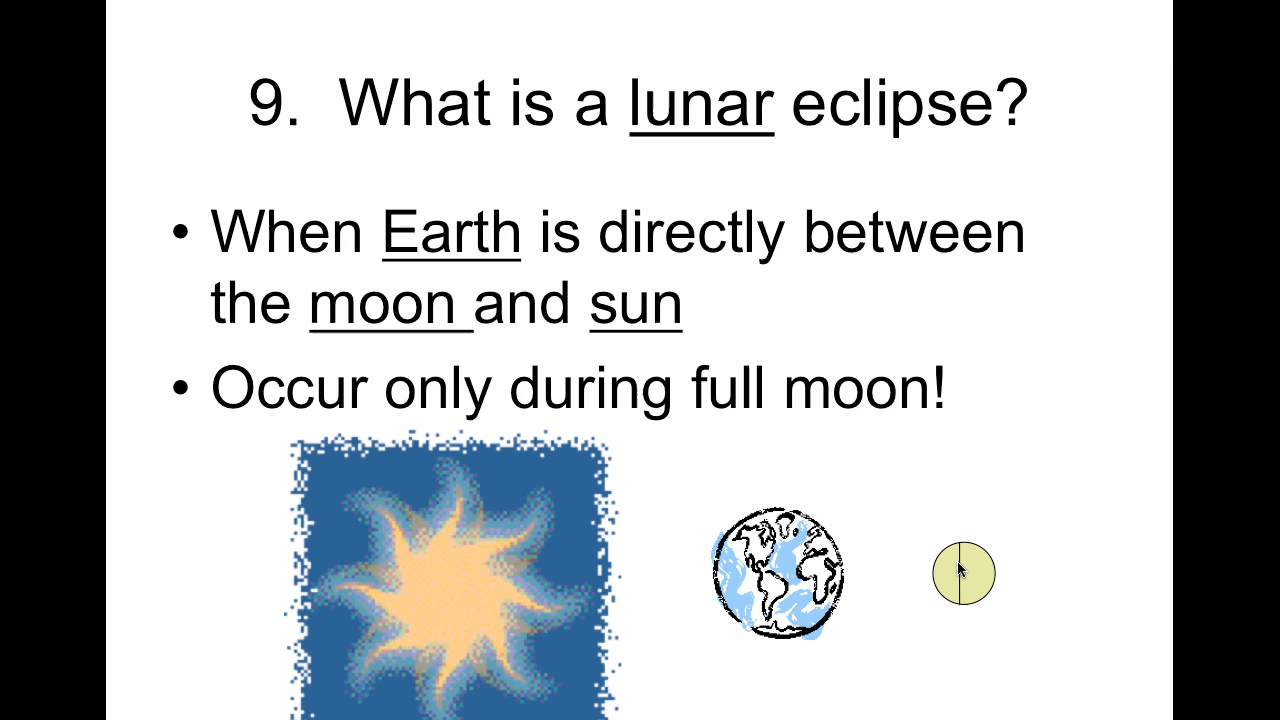 9. What is a lunar eclipse?
• When Earth is directly between
the moon and sun
• Occur only during full moon!